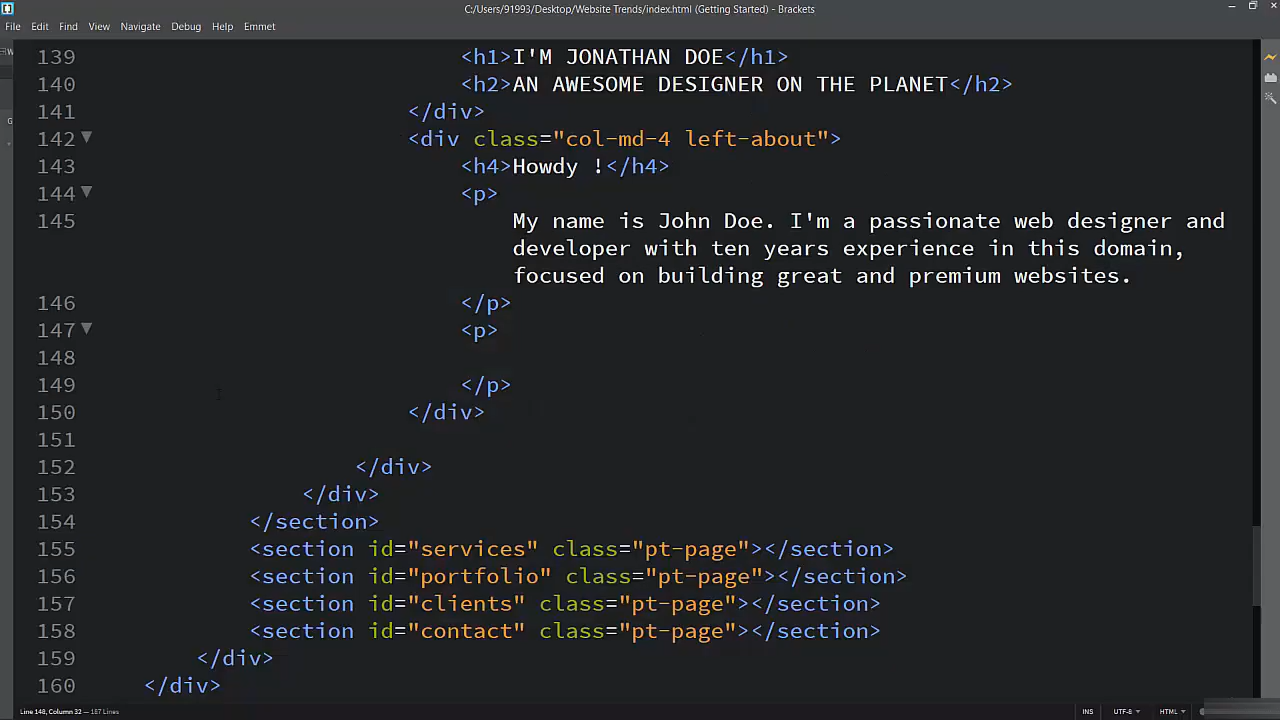 C:/Users/91993/Desktop/Website Trends/index.html (Getting Started) - Brackets
File Edit Find View Navigate Debug Help Emmet
139 <h1>I'M JONATHAN DOE</h1>
140 <h2>AN AWESOME DESIGNER ON THE PLANET</h2>
141 </div>
142 <div class="col-md-4 left-about">
143 <h4>Howdy !</h4>
144 <p>
145 My name is John Doe. I'm a passionate web designer and
developer with ten years experience in this domain,
focused on building great and premium websites.
146 </p>
147 <p>
148
149 </p>
150 </div>
151
152 </div>
153 </div>
154 </section>
155 <section id="services" class="pt-page"></section>
156 <section id="portfolio" class="pt-page"></section>
157 <section id="clients" class="pt-page"></section>
158 <section id="contact" class="pt-page"></section>
159 </div>
160 </div>
Line 148, Column 32 — 187 Lines
INS UTF-8 HTML